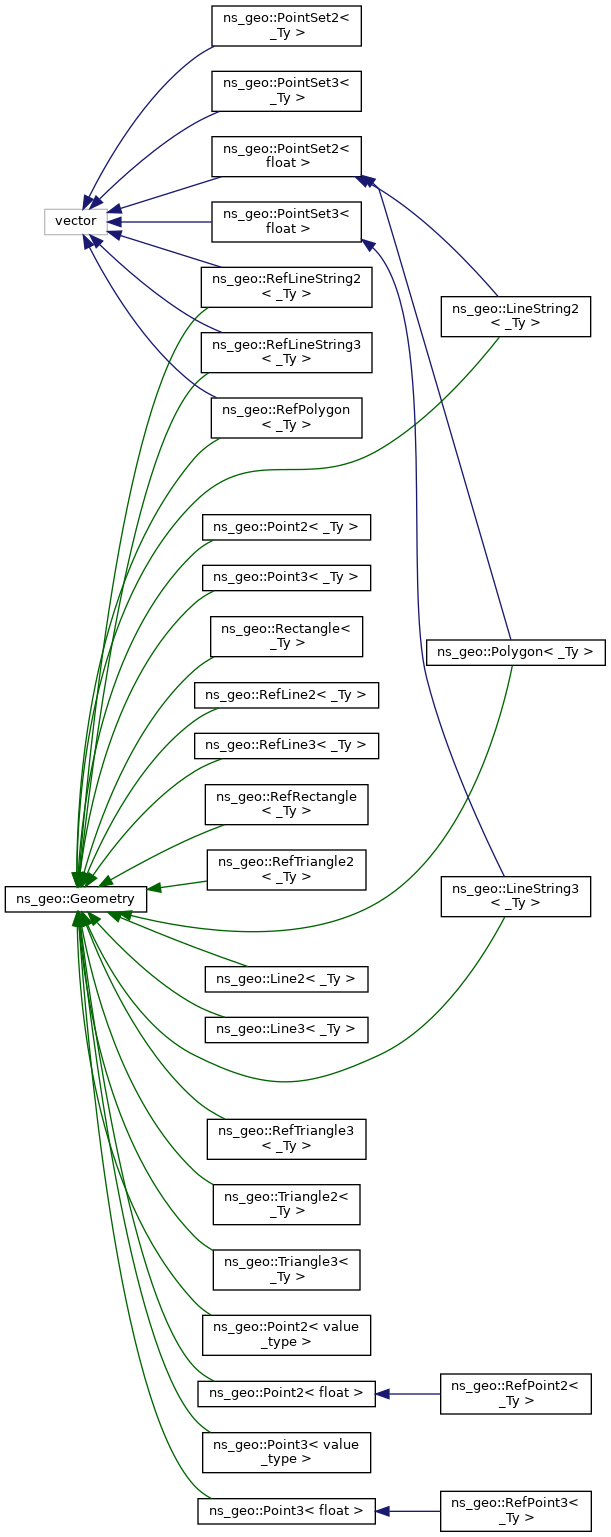 ns_geo::PointSet2<
_Ty >
ns_geo::PointSet3<
_Ty >
ns_geo::PointSet2<
float >
vector
ns_geo::PointSet3<
float >
ns_geo::RefLineString2
< _Ty >
ns_geo::LineString2
< _Ty >
ns_geo::RefLineString3
< _Ty >
ns_geo::RefPolygon
< _Ty >
ns_geo::Point2< _Ty >
ns_geo::Point3< _Ty >
ns_geo::Rectangle<
_Ty >
ns_geo::Polygon< _Ty >
ns_geo::RefLine2< _Ty >
ns_geo::RefLine3< _Ty >
ns_geo::RefRectangle
< _Ty >
ns_geo::RefTriangle2
< _Ty >
ns_geo::Geometry
ns_geo::LineString3
< _Ty >
ns_geo::Line2< _Ty >
ns_geo::Line3< _Ty >
ns_geo::RefTriangle3
< _Ty >
ns_geo::Triangle2<
_Ty >
ns_geo::Triangle3<
_Ty >
ns_geo::Point2< value
_type >
ns_geo::Point2< float >
ns_geo::RefPoint2<
_Ty >
ns_geo::Point3< value
_type >
ns_geo::Point3< float >
ns_geo::RefPoint3<
_Ty >